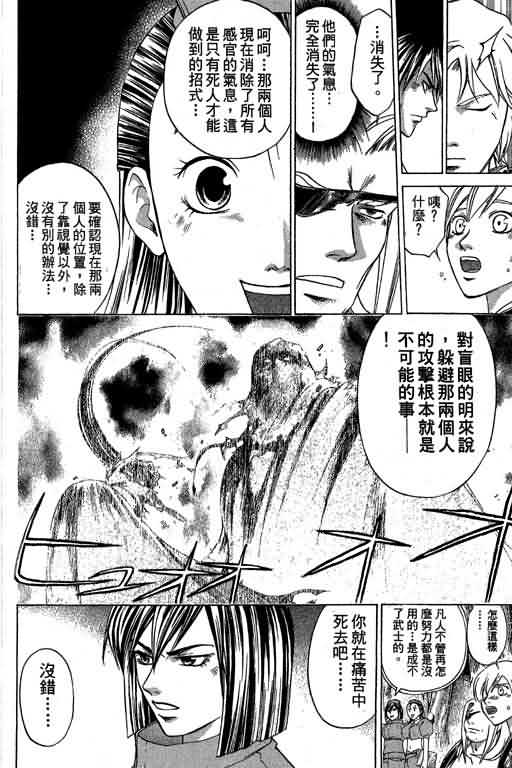 …消失了。
咦?
什麼?
他們的氣息…
完全消失了……
呵呵…那兩個人
現在消除了所有
感官的氣息,這
是只有死人才能
做到的招式…
要確認現在那兩
個人的位置,除
了靠視覺以外,
沒有別的辦法…
沒錯…
對盲眼的明來說
,躲避那兩個人
的攻擊根本就是
不可能的事——
!
ヒュオオオオ
怎麼這樣
……
凡人不管再怎
麼努力都是沒
用的…是成不
了武士的。
你就在痛苦中
死去吧……
沒錯……